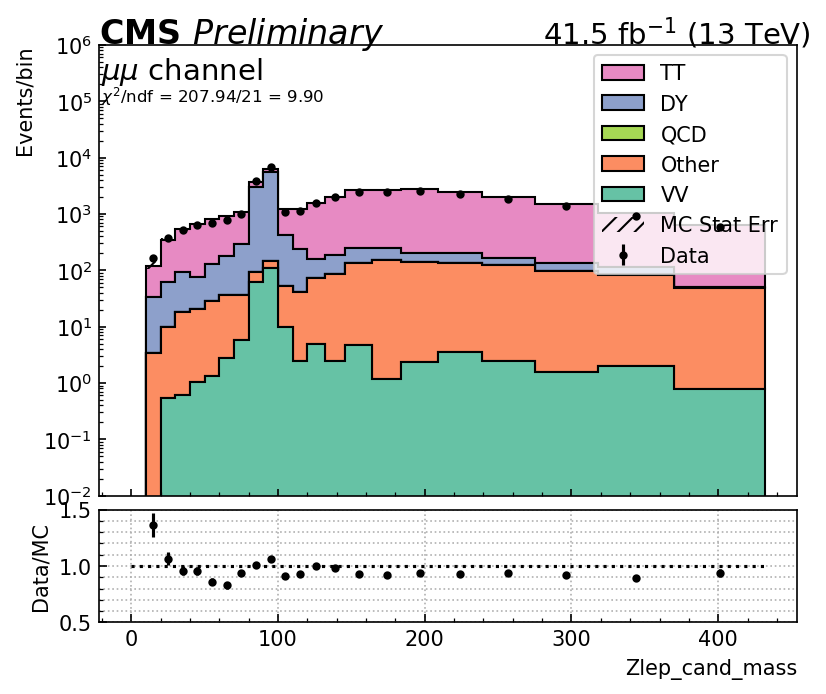 CMS Preliminary 41.5 fb⁻¹ (13 TeV)
μμ channel
χ²/ndf = 207.94/21 = 9.90
Events/bin
10⁶
10⁵
10⁴
10³
10²
10¹
10⁰
10⁻¹
10⁻²
TT
DY
QCD
Other
VV
MC Stat Err
Data
Data/MC
1.5
1.0
0.5
0 100 200 300 400
Zlep_cand_mass